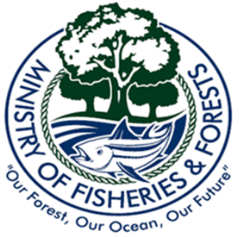 MINISTRY OF FISHERIES & FORESTS
"Our Forest, Our Ocean, Our Future"